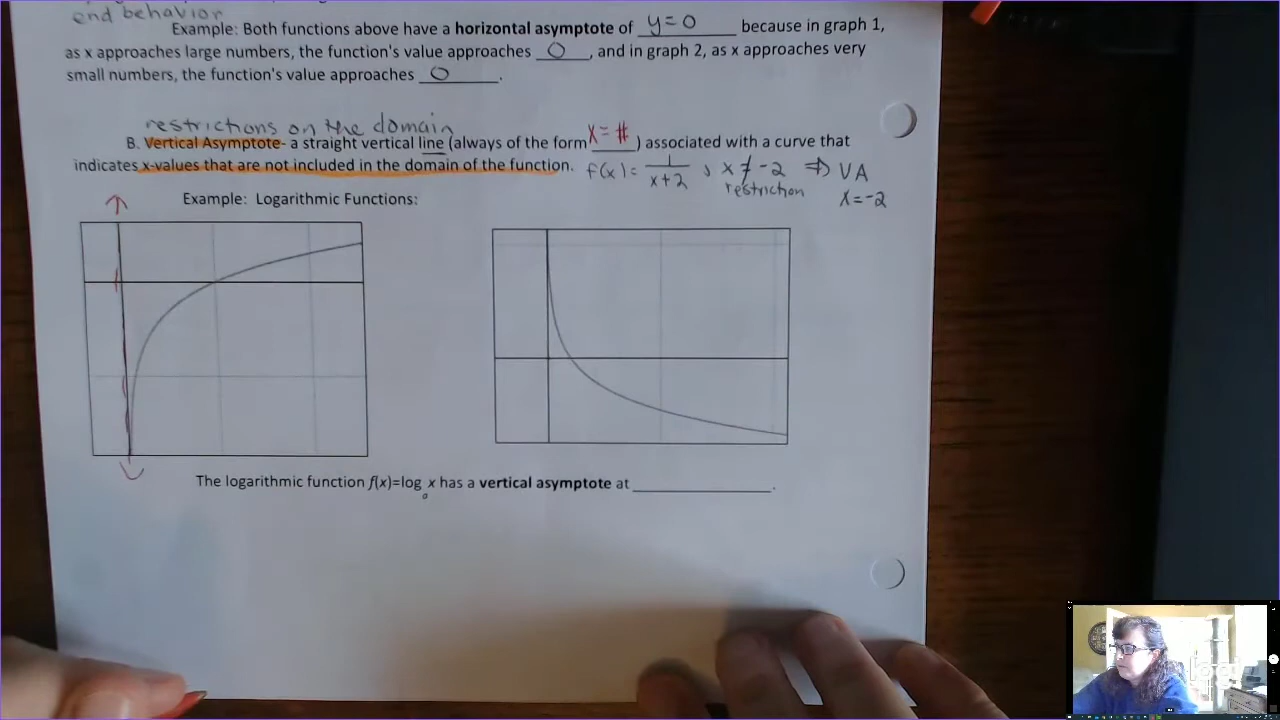 end behavior
Example: Both functions above have a horizontal asymptote of y=0 because in graph 1,
as x approaches large numbers, the function's value approaches 0, and in graph 2, as x approaches very
small numbers, the function's value approaches 0.
restrictions on the domain
B. Vertical Asymptote- a straight vertical line (always of the form x=#) associated with a curve that
indicates x-values that are not included in the domain of the function. f(x)= 1/(x+2), x≠-2 ⇒ VA
restriction x=-2
Example: Logarithmic Functions:
The logarithmic function f(x)=log_a x has a vertical asymptote at ____________.